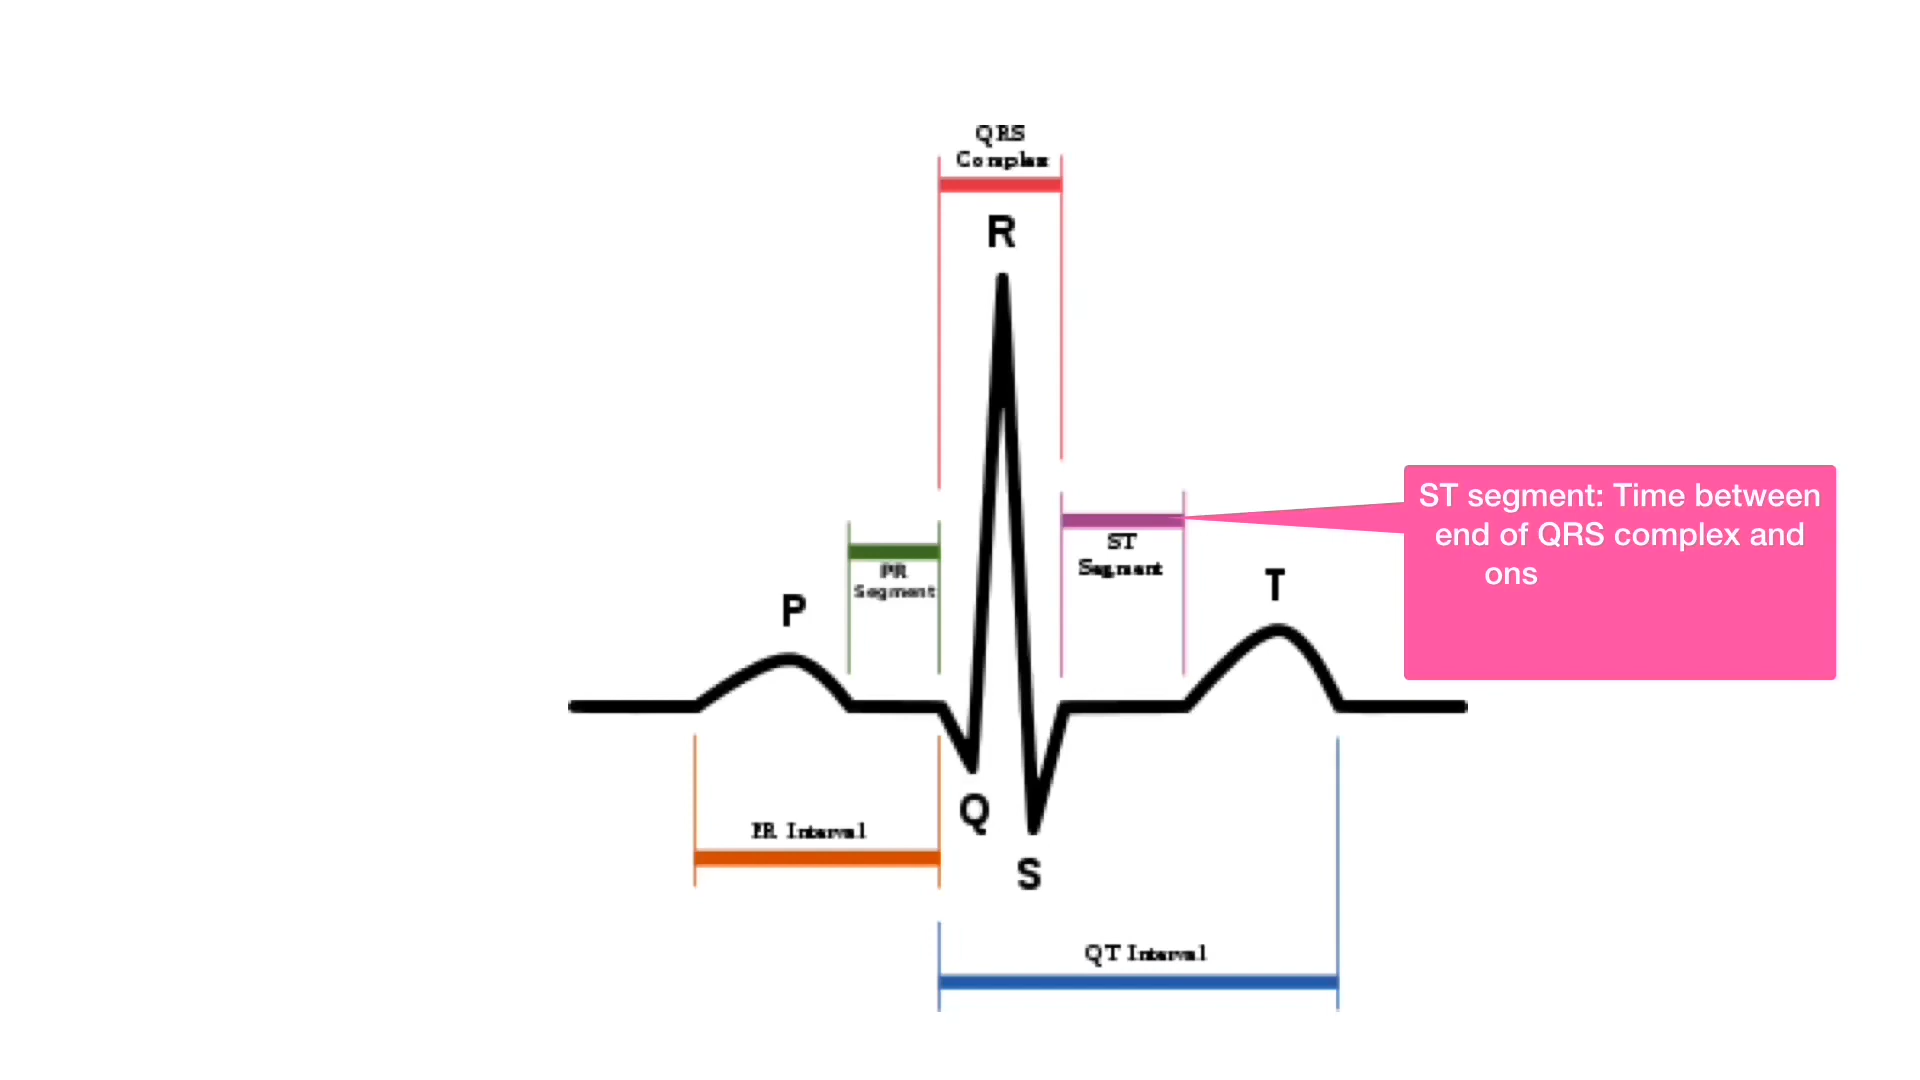 QRS
Complex
R
ST segment: Time between
end of QRS complex and
ons
ST
Segment
PR
Segment
T
P
Q
PR Interval
S
QT Interval